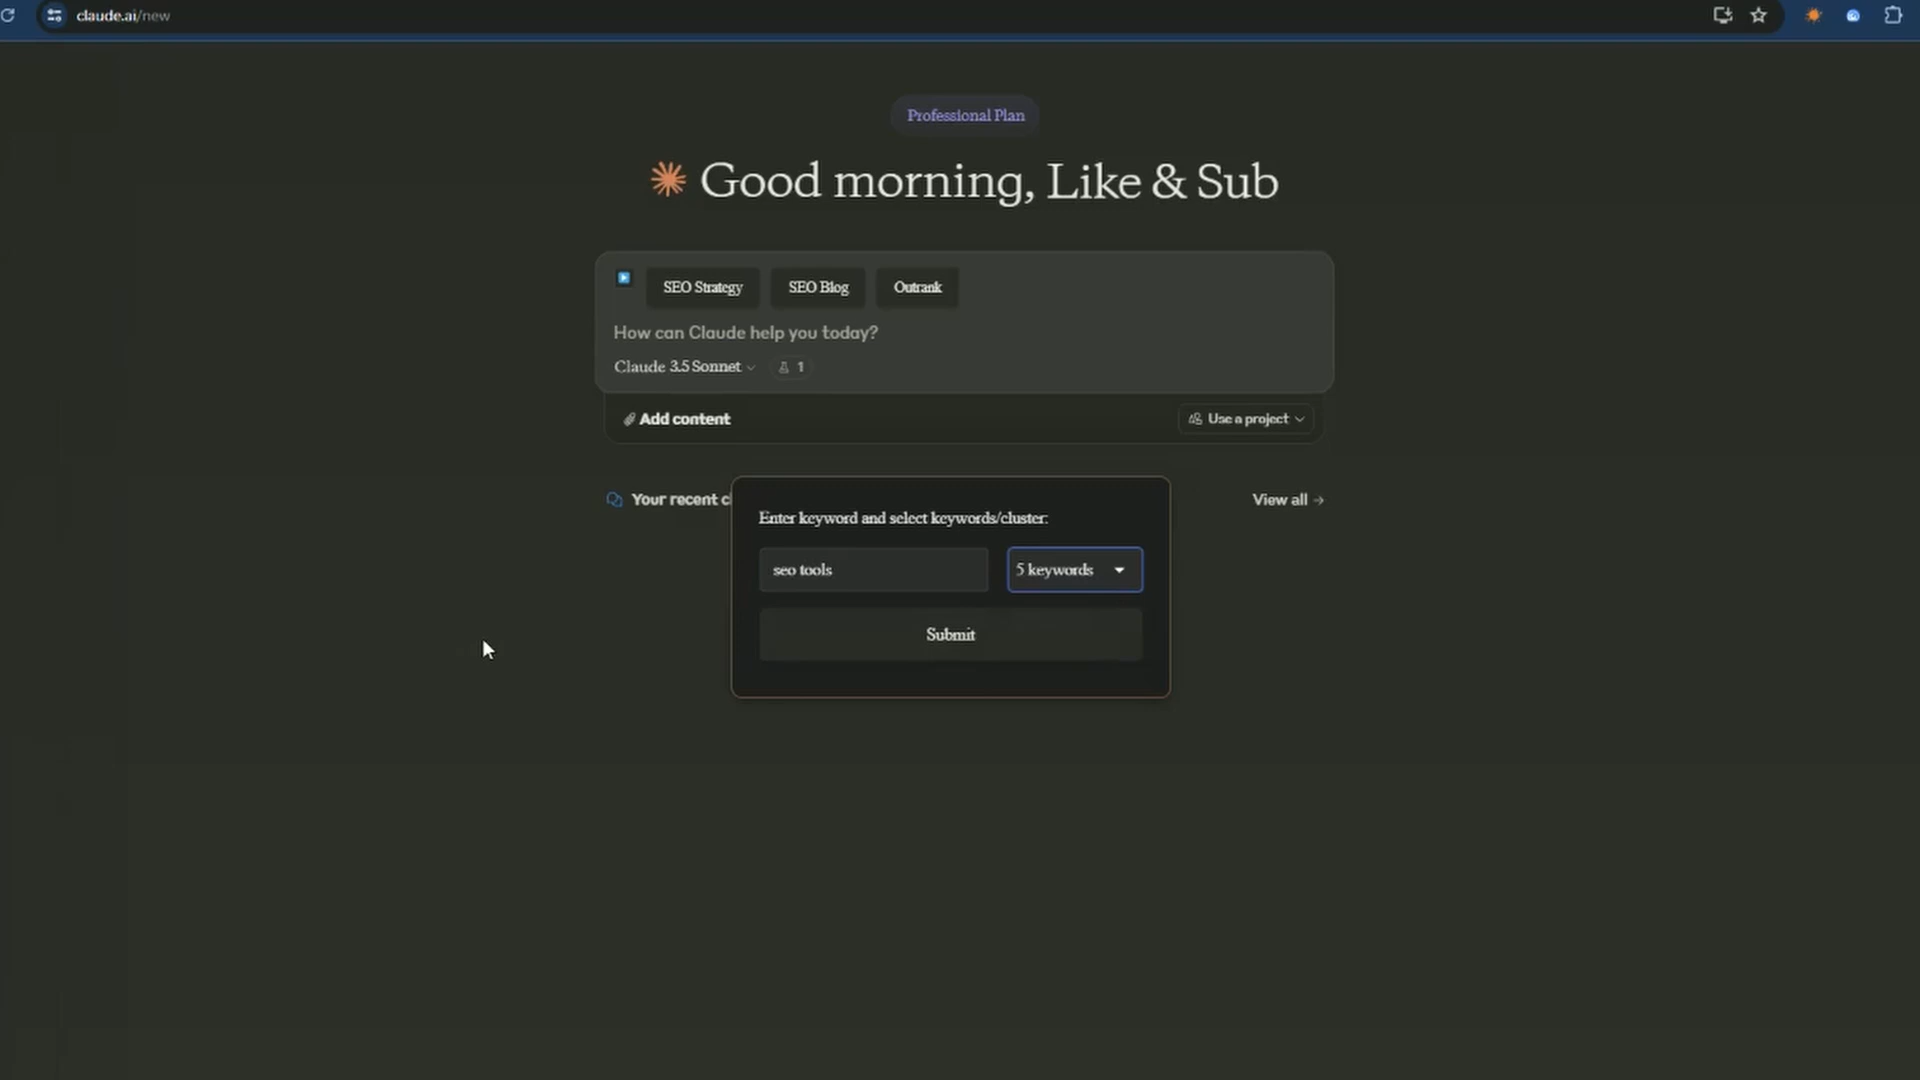 claude.ai/new
Professional Plan
Good morning, Like & Sub
SEO Strategy
SEO Blog
Outrank
How can Claude help you today?
Claude 3.5 Sonnet
1
Add content
Use a project
Your recent c
View all →
Enter keyword and select keywords/cluster:
seo tools
5 keywords
Submit